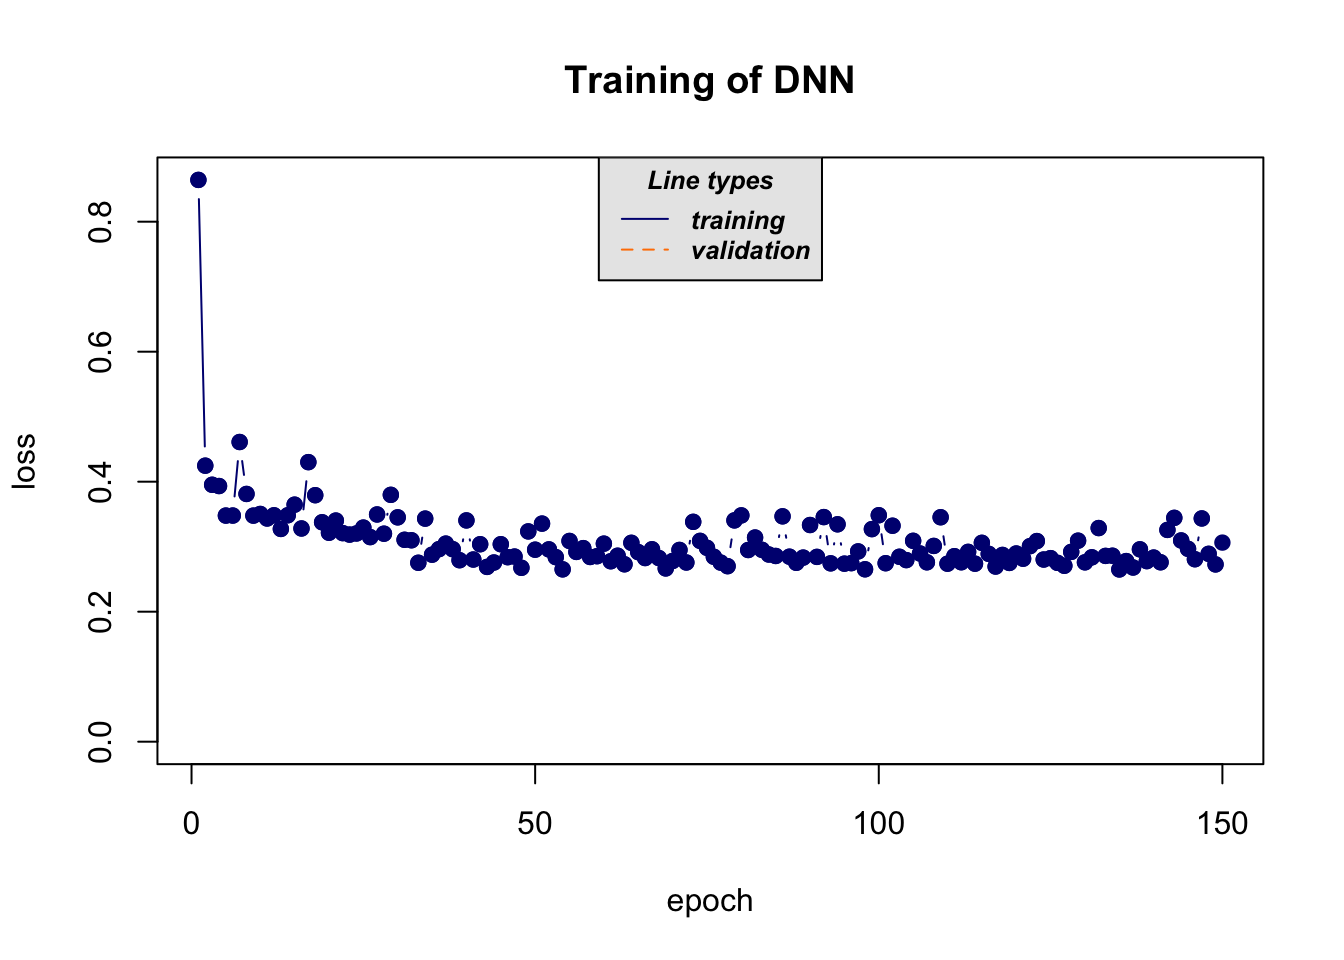 Training of DNN
Line types
training
validation
loss
0.8
0.6
0.4
0.2
0.0
0 50 100 150
epoch